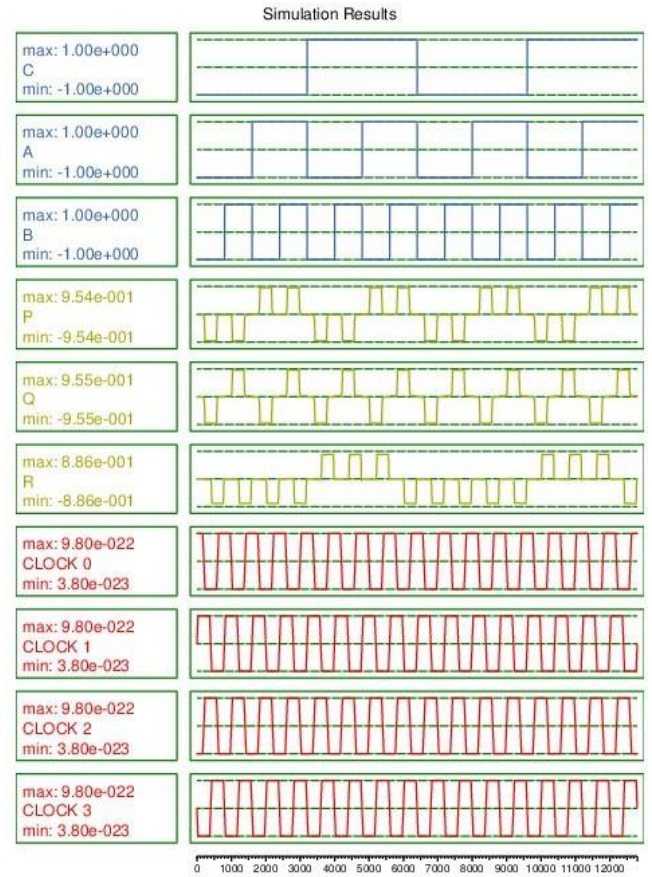 Simulation Results
max: 1.00e+000
C
min: -1.00e+000
max: 1.00e+000
A
min: -1.00e+000
max: 1.00e+000
B
min: -1.00e+000
max: 9.54e-001
P
min: -9.54e-001
max: 9.55e-001
Q
min: -9.55e-001
max: 8.86e-001
R
min: -8.86e-001
max: 9.80e-022
CLOCK 0
min: 3.80e-023
max: 9.80e-022
CLOCK 1
min: 3.80e-023
max: 9.80e-022
CLOCK 2
min: 3.80e-023
max: 9.80e-022
CLOCK 3
min: 3.80e-023
0 1000 2000 3000 4000 5000 6000 7000 8000 9000 10000 11000 12000